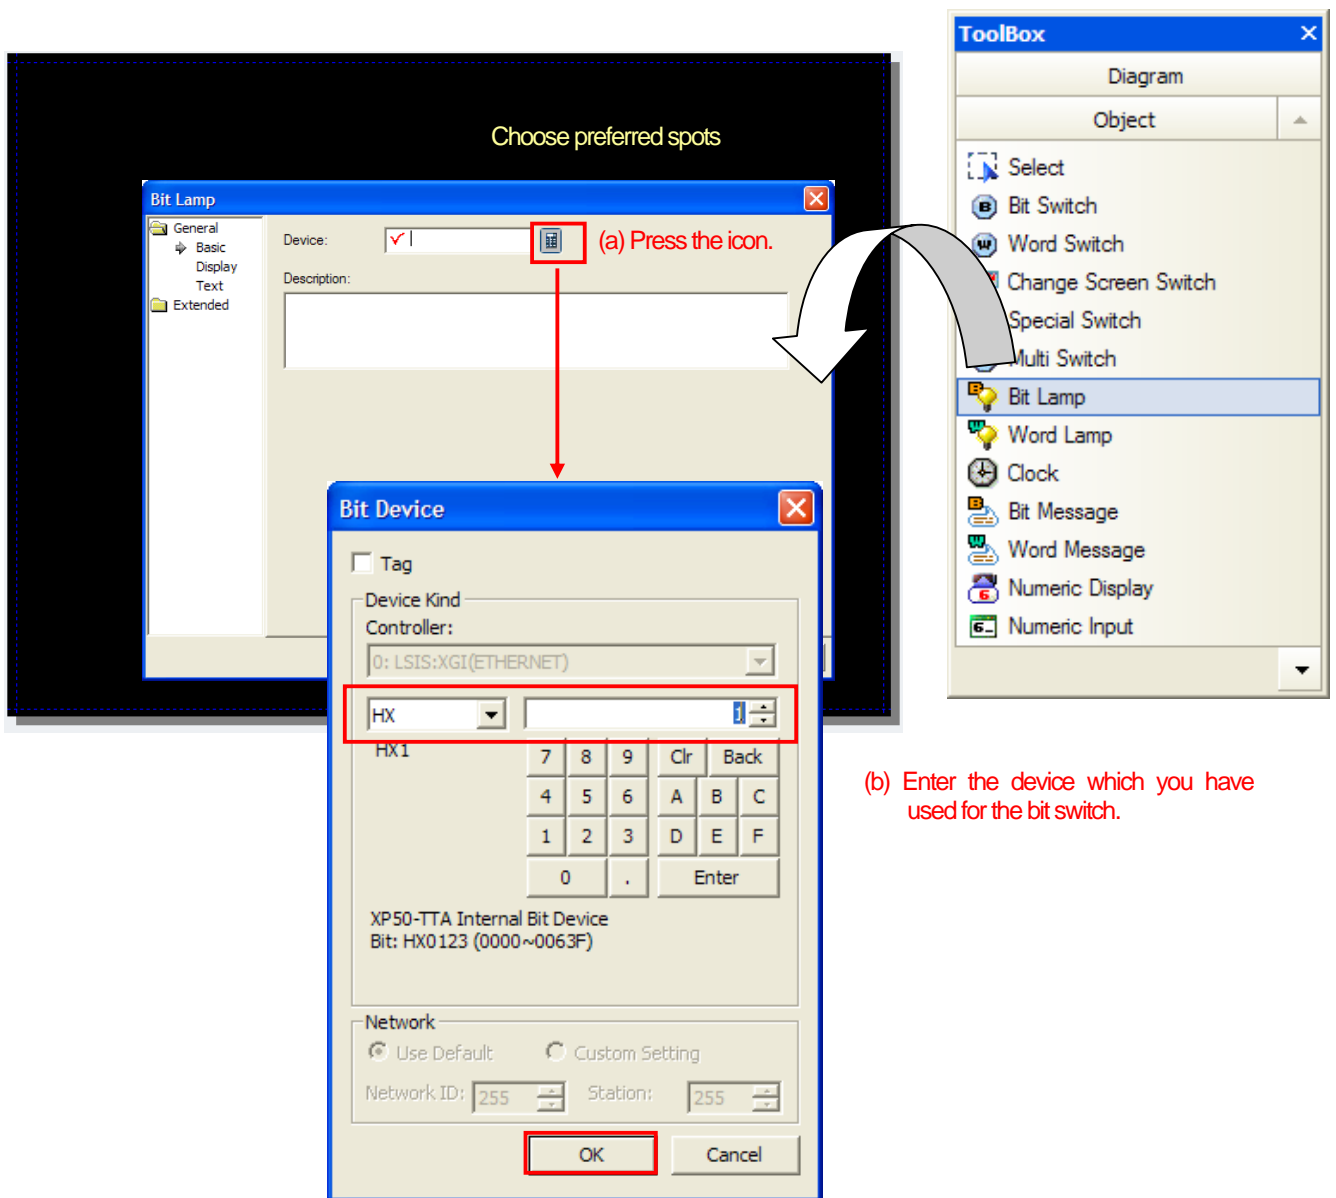 ToolBox
Diagram
Object
Select
Bit Switch
Word Switch
Change Screen Switch
Special Switch
Multi Switch
Bit Lamp
Word Lamp
Clock
Bit Message
Word Message
Numeric Display
Numeric Input
Choose preferred spots
Bit Lamp
General
Basic
Display
Text
Extended
Device:
(a) Press the icon.
Description:
Bit Device
Tag
Device Kind
Controller:
0: LSIS:XGI(ETHERNET)
HX 1
HX1
7 8 9 Clr Back
4 5 6 A B C
1 2 3 D E F
0 . Enter
XP50-TTA Internal Bit Device
Bit: HX0123 (0000~0063F)
Network
Use Default Custom Setting
Network ID: 255 Station: 255
OK Cancel
(b) Enter the device which you have
used for the bit switch.